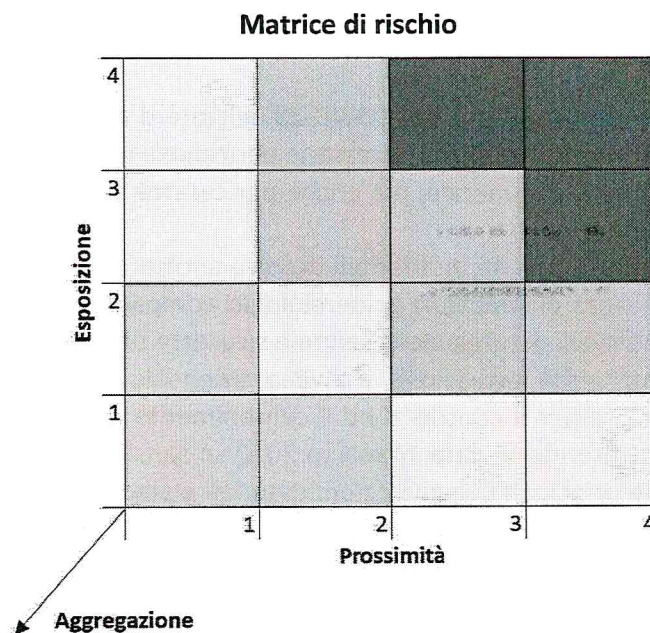 Matrice di rischio
4
3
Esposizione
2
1
1 2 3 4
Prossimità
Aggregazione